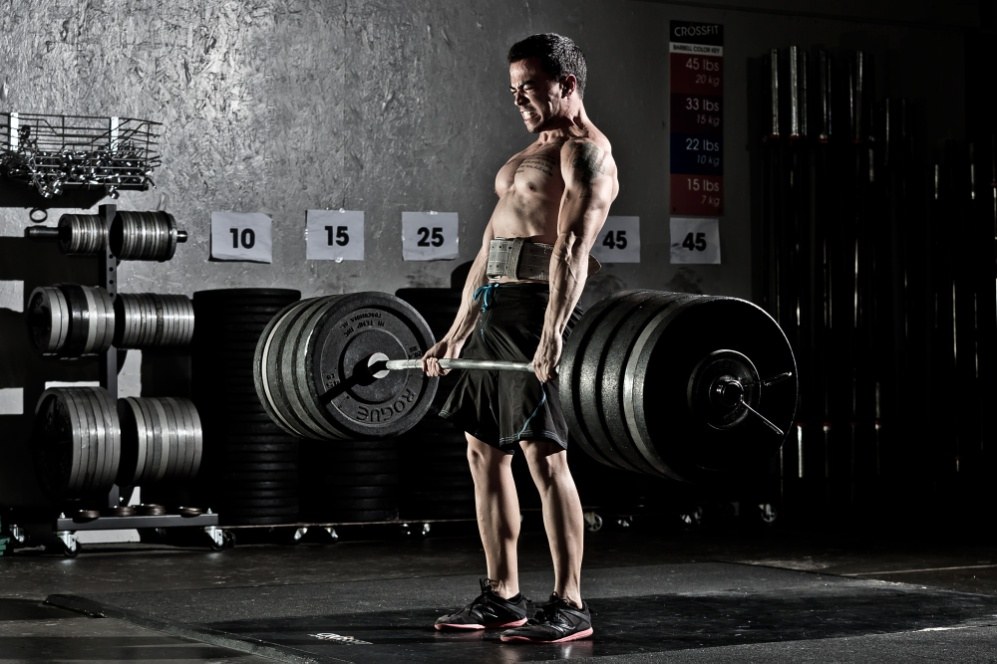 CROSSFIT
BARBELL COLOR KEY
45 lbs
20 kg
33 lbs
15 kg
22 lbs
10 kg
15 lbs
7 kg
10
15
25
45
45
ROGUE